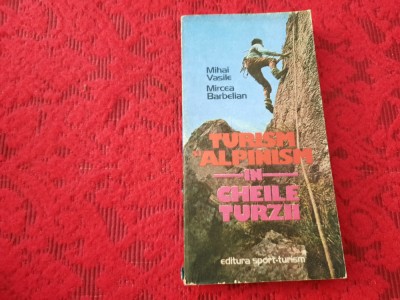 Mihai
Vasile
Mircea
Barbelian
TURISM
ALPINISM
IN
CHEILE
TURZII
editura sport-turism